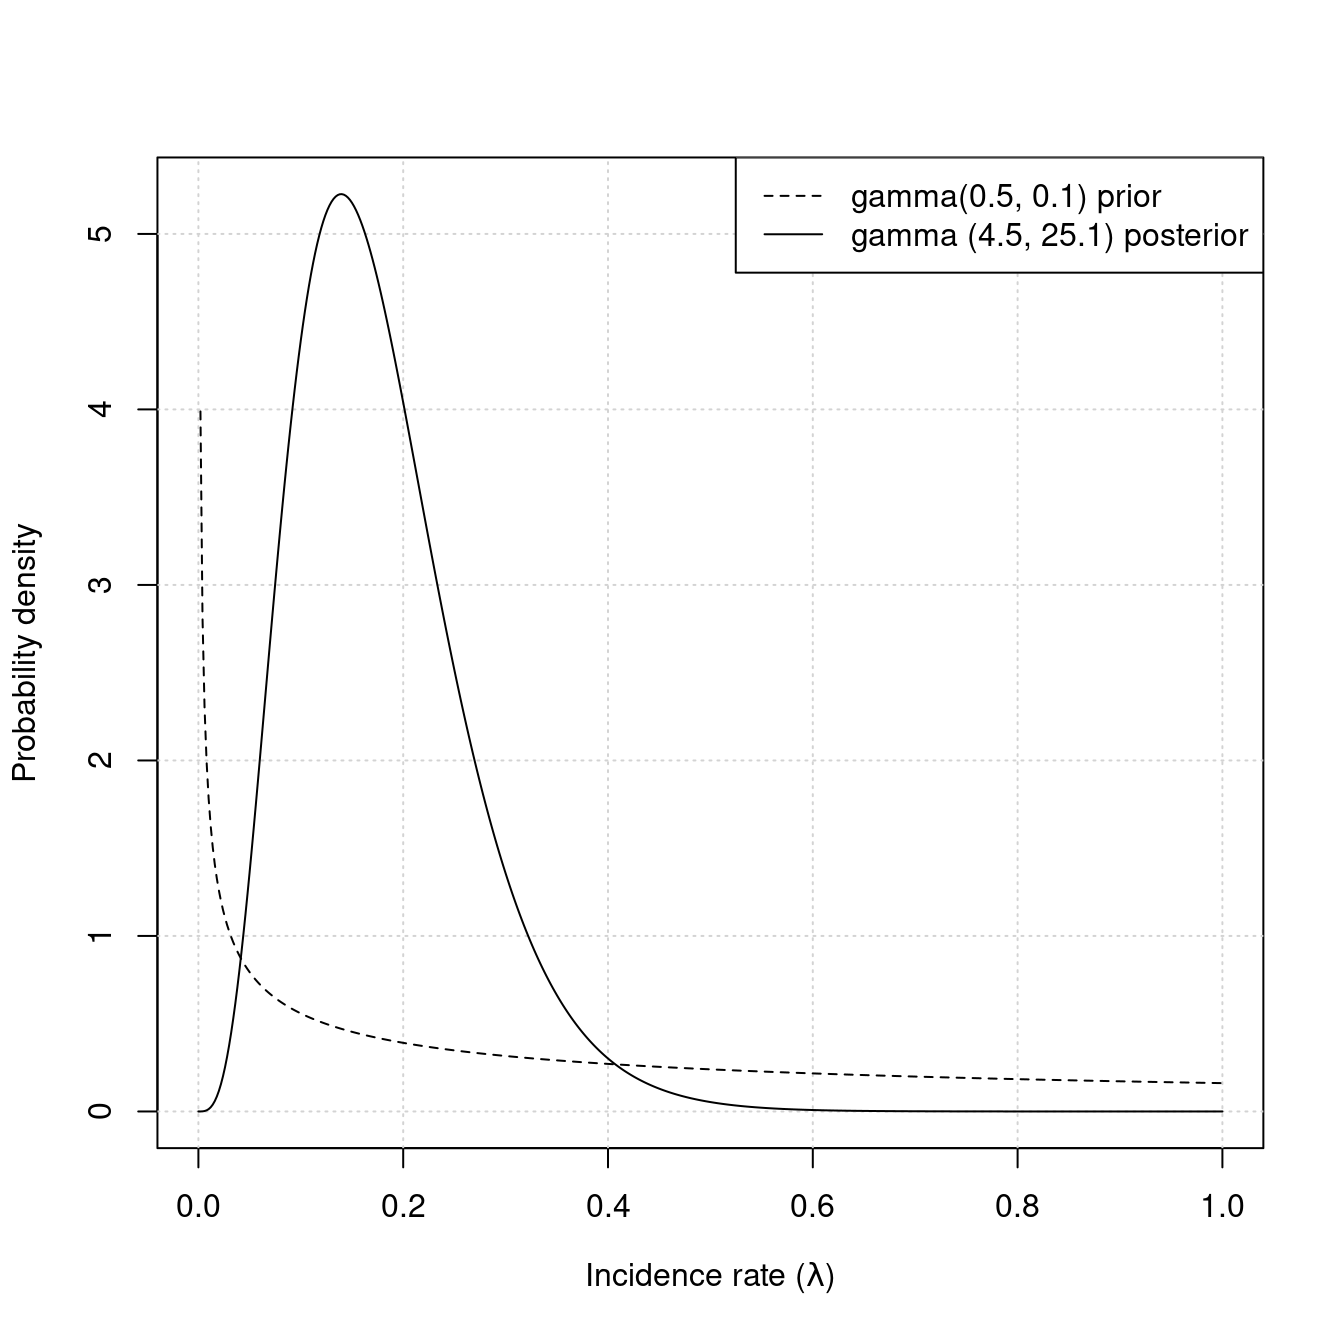 gamma(0.5, 0.1) prior
gamma (4.5, 25.1) posterior
Probability density
5
4
3
2
1
0
0.0 0.2 0.4 0.6 0.8 1.0
Incidence rate (λ)